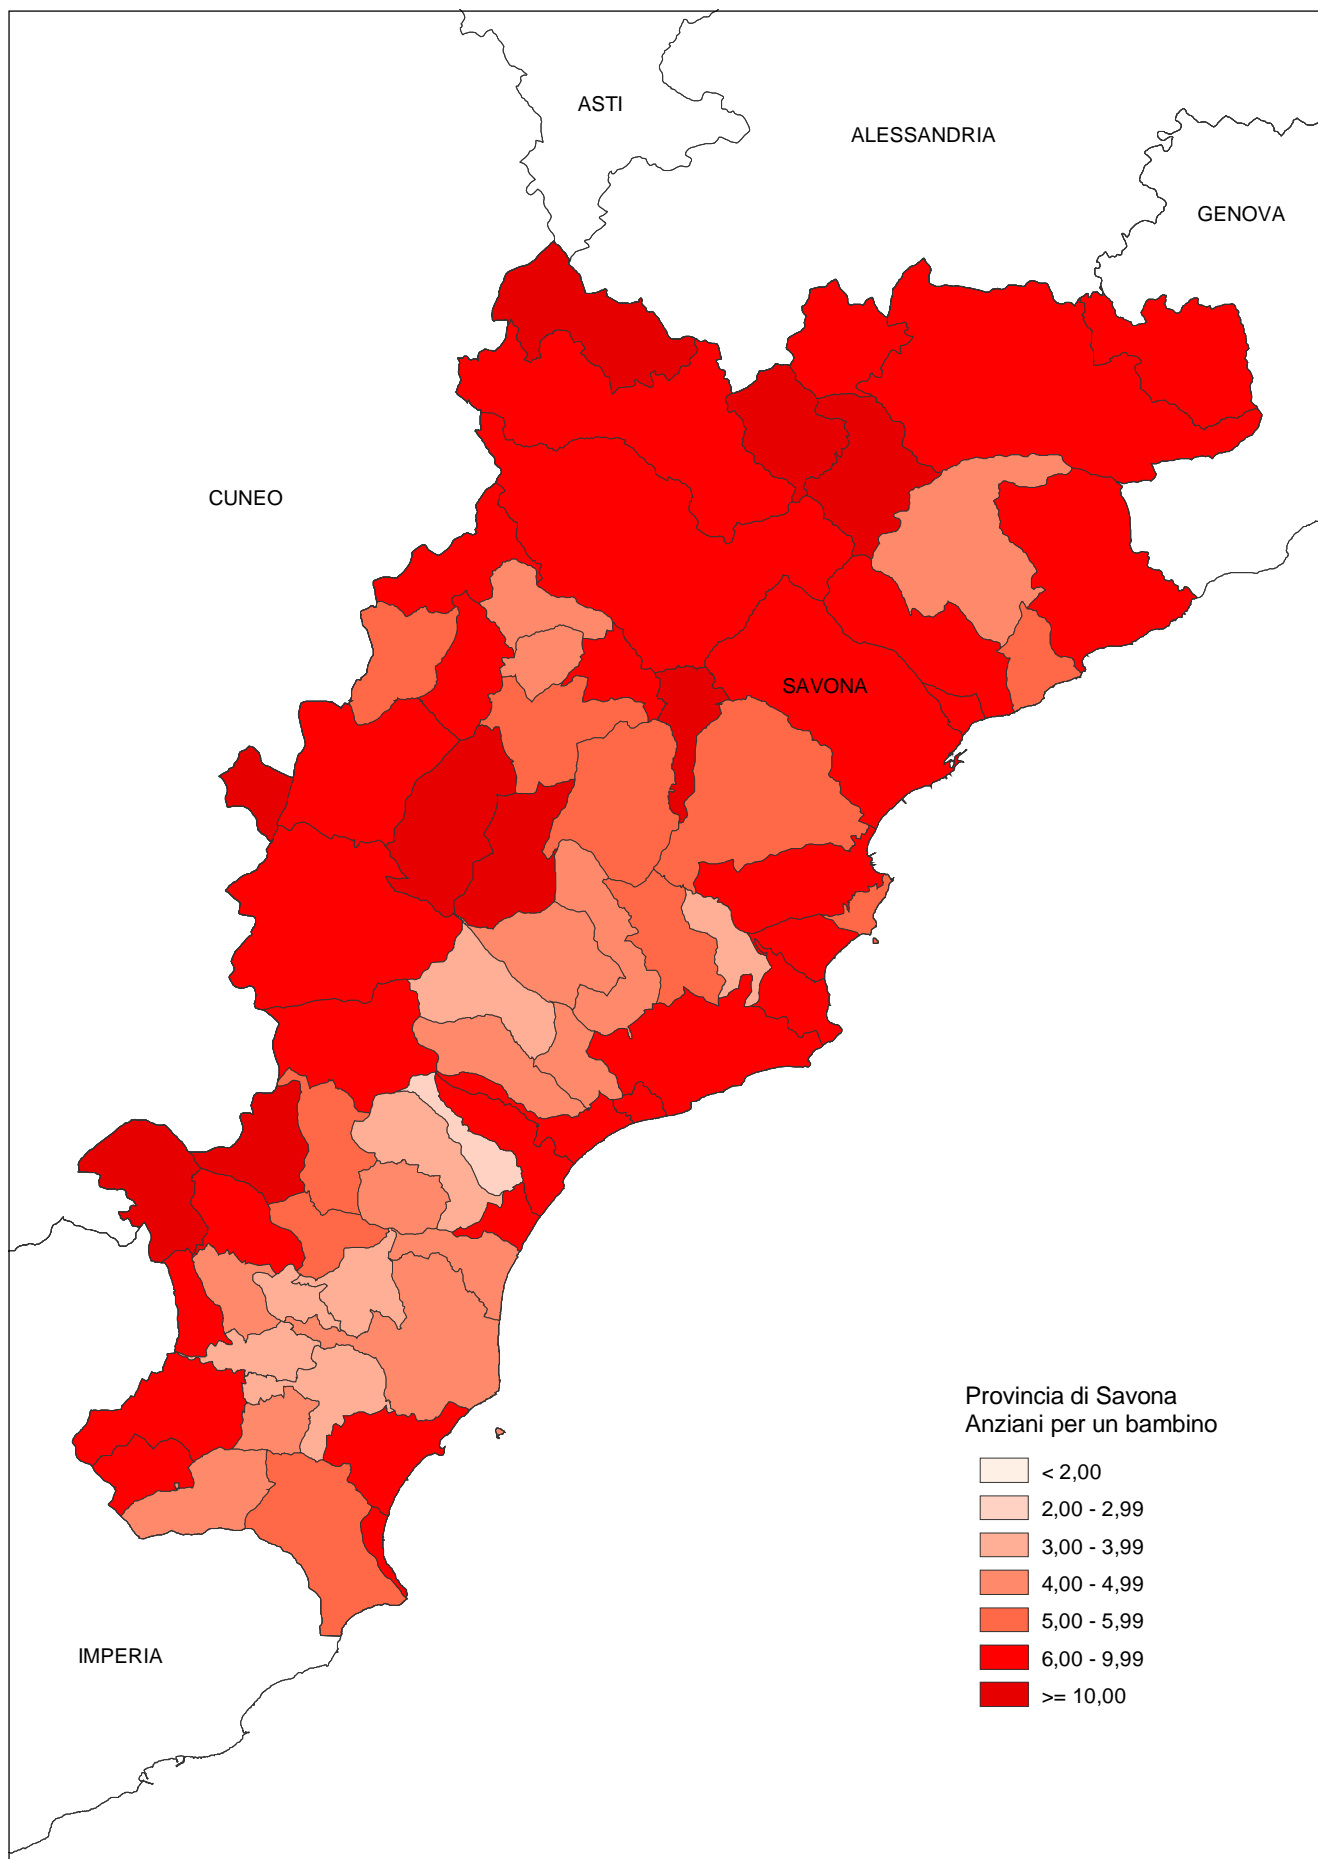 ASTI
ALESSANDRIA
GENOVA
CUNEO
SAVONA
IMPERIA
Provincia di Savona
Anziani per un bambino
< 2,00
2,00 - 2,99
3,00 - 3,99
4,00 - 4,99
5,00 - 5,99
6,00 - 9,99
>= 10,00